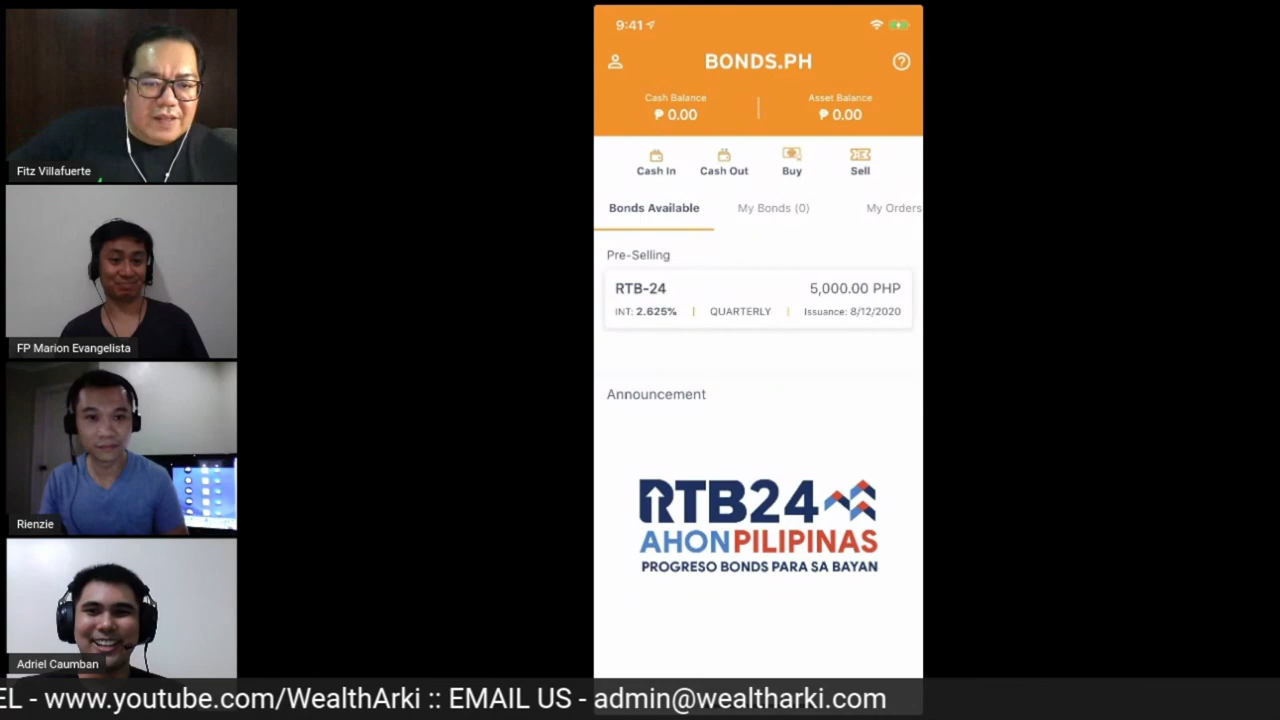 Fitz Villafuerte
FP Marion Evangelista
Rienzie
Adriel Caumban
9:41
BONDS.PH
Cash Balance
₱ 0.00
Asset Balance
₱ 0.00
Cash In
Cash Out
Buy
Sell
Bonds Available
My Bonds (0)
My Orders
Pre-Selling
RTB-24
5,000.00 PHP
INT: 2.625%
QUARTERLY
Issuance: 8/12/2020
Announcement
RTB24
AHONPILIPINAS
PROGRESO BONDS PARA SA BAYAN
EL - www.youtube.com/WealthArki :: EMAIL US - admin@wealtharki.com